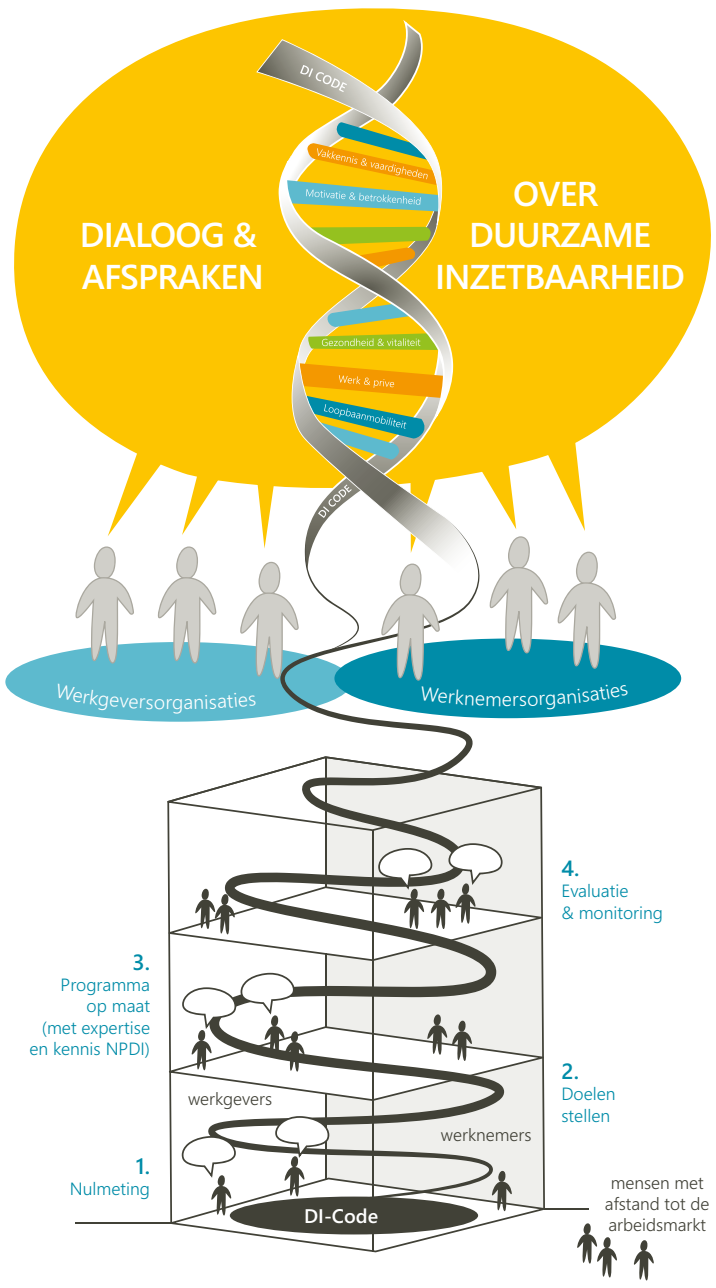 DI CODE
Vakkennis & vaardigheden
Motivatie & betrokkenheid
DIALOOG &
AFSPRAKEN
OVER
DUURZAME
INZETBAARHEID
Gezondheid & vitaliteit
Werk & prive
Loopbaanmobiliteit
DI CODE
Werkgeversorganisaties
Werknemersorganisaties
4.
Evaluatie
& monitoring
3.
Programma
op maat
(met expertise
en kennis NPDI)
2.
Doelen
stellen
werkgevers
werknemers
1.
Nulmeting
DI-Code
mensen met
afstand tot de
arbeidsmarkt